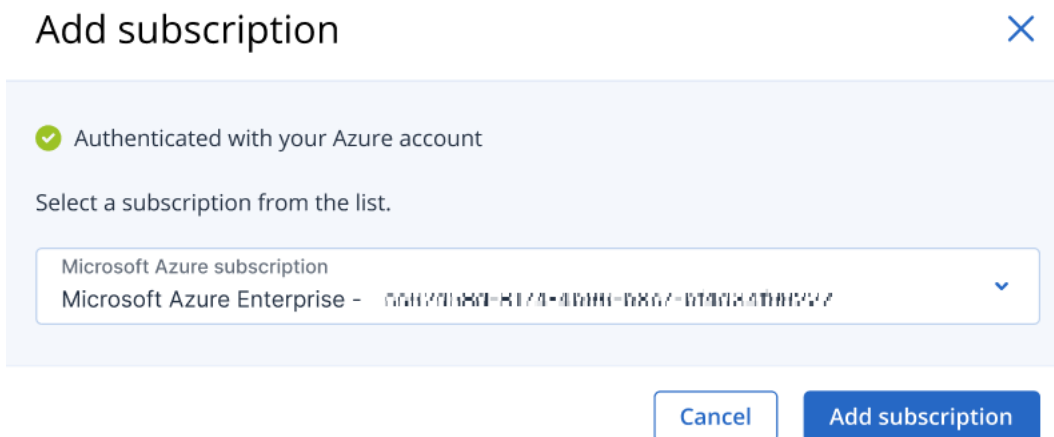 Add subscription
Authenticated with your Azure account
Select a subscription from the list.
Microsoft Azure subscription
Microsoft Azure Enterprise -
Cancel
Add subscription